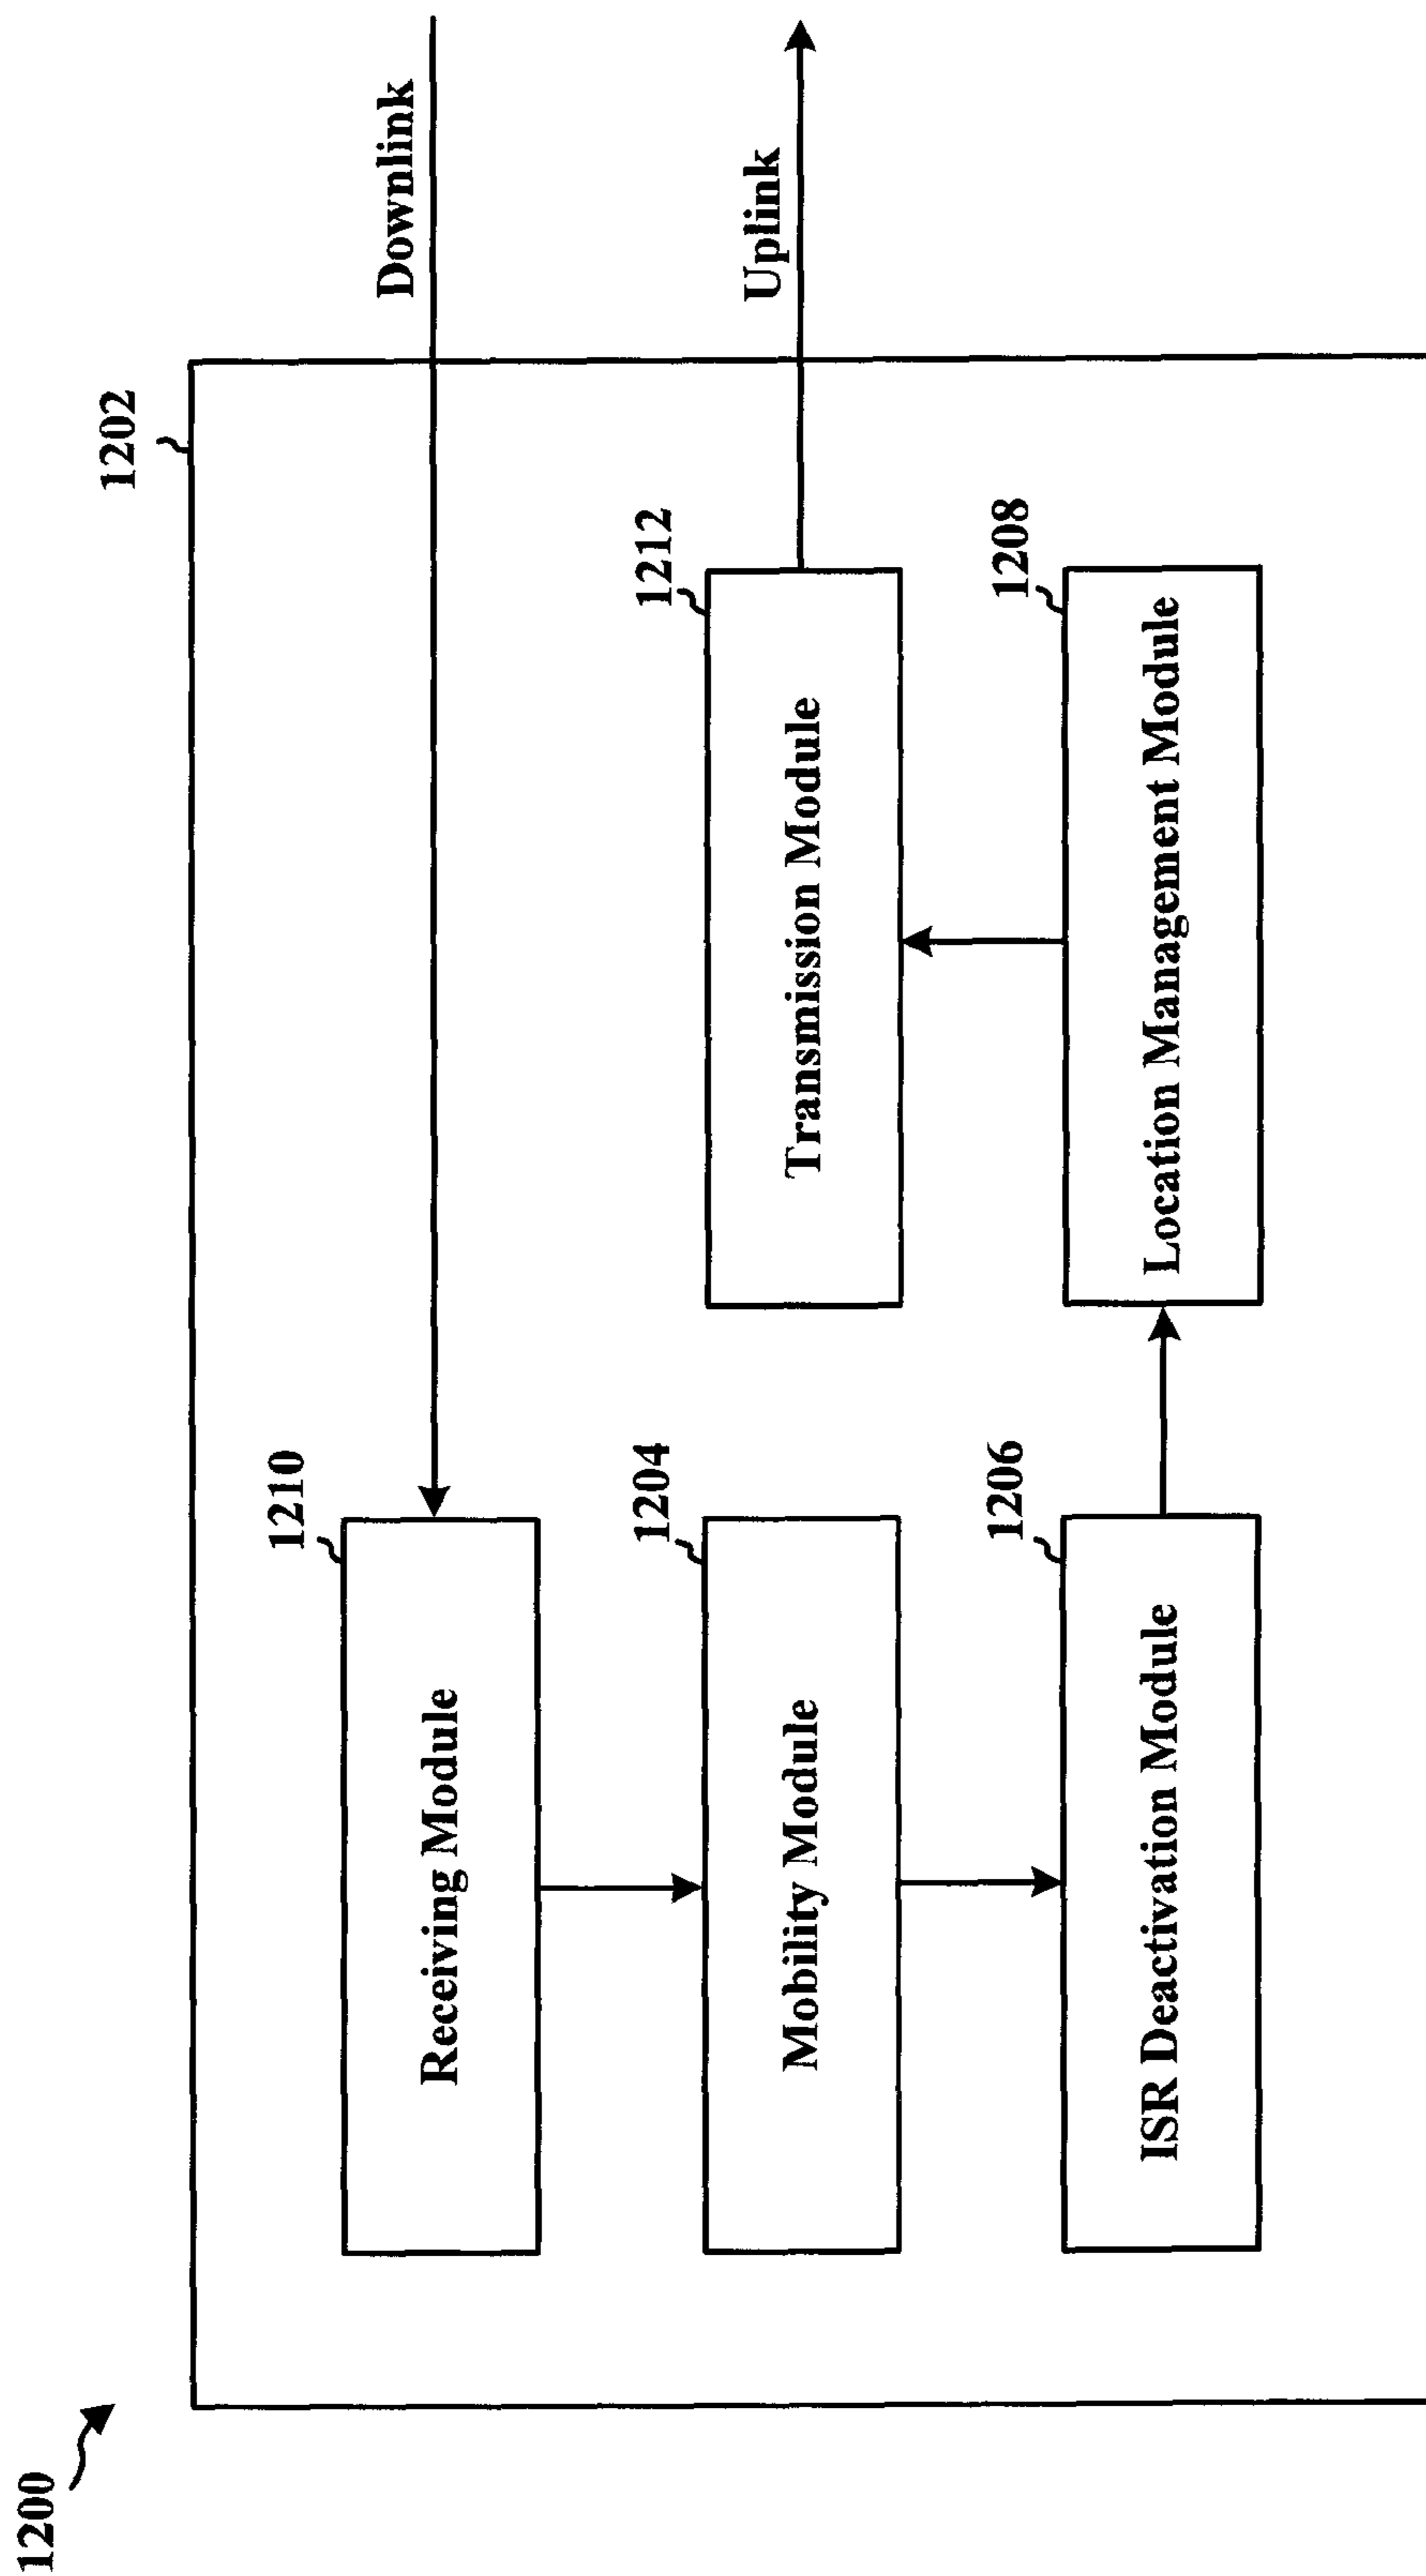 1200
1202
Downlink
Uplink
1210
Receiving Module
1204
Mobility Module
1212
Transmission Module
1206
ISR Deactivation Module
1208
Location Management Module